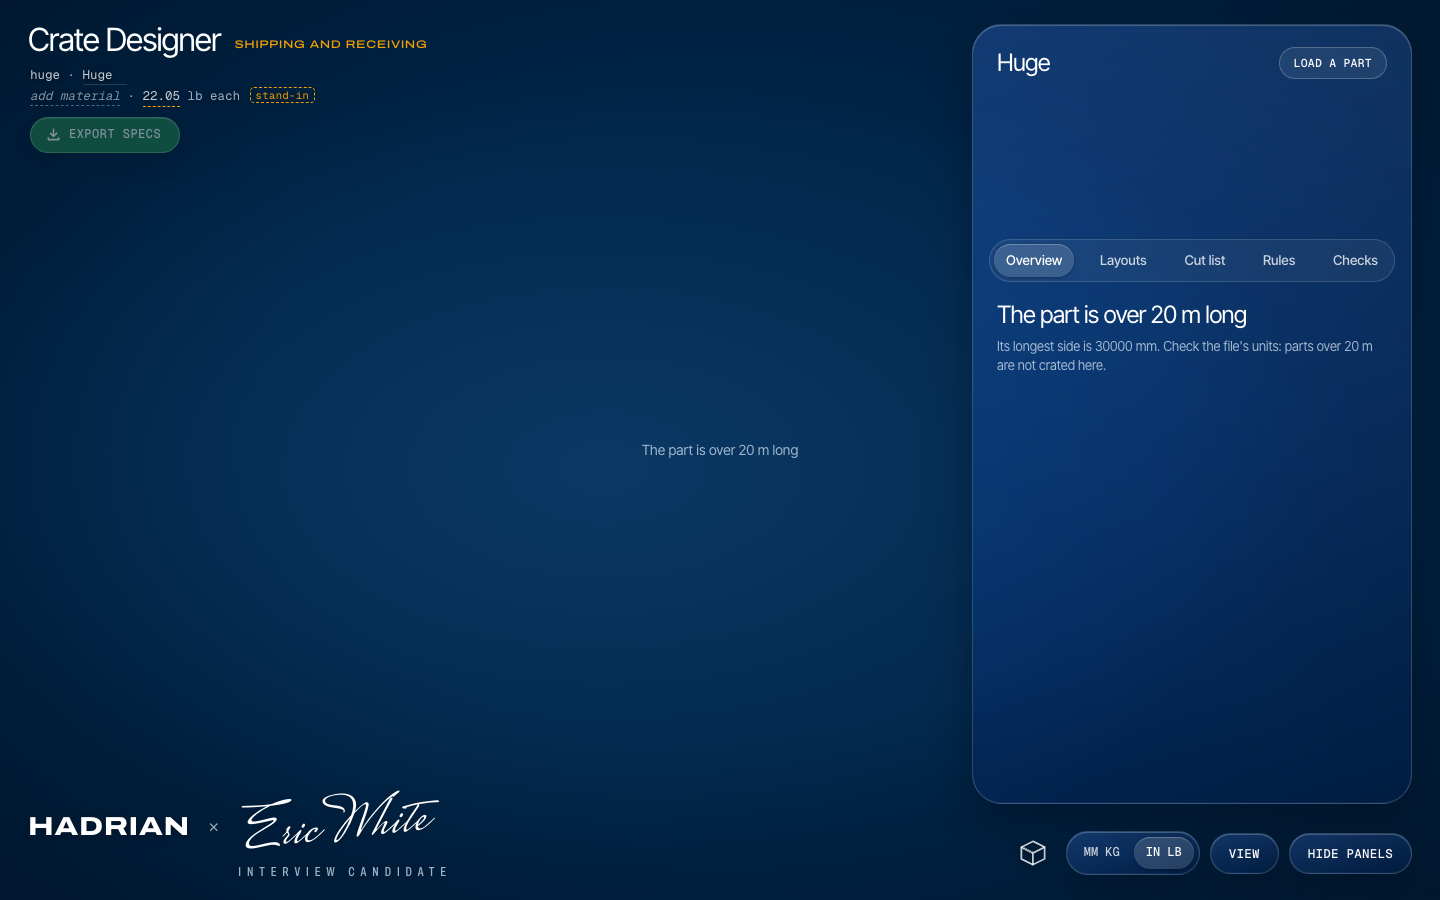 Crate Designer SHIPPING AND RECEIVING
huge · Huge
add material · 22.05 lb each stand-in
EXPORT SPECS
Huge
LOAD A PART
Overview Layouts Cut list Rules Checks
The part is over 20 m long
Its longest side is 30000 mm. Check the file's units: parts over 20 m
are not crated here.
The part is over 20 m long
HADRIAN × Eric White
INTERVIEW CANDIDATE
MM KG IN LB VIEW HIDE PANELS